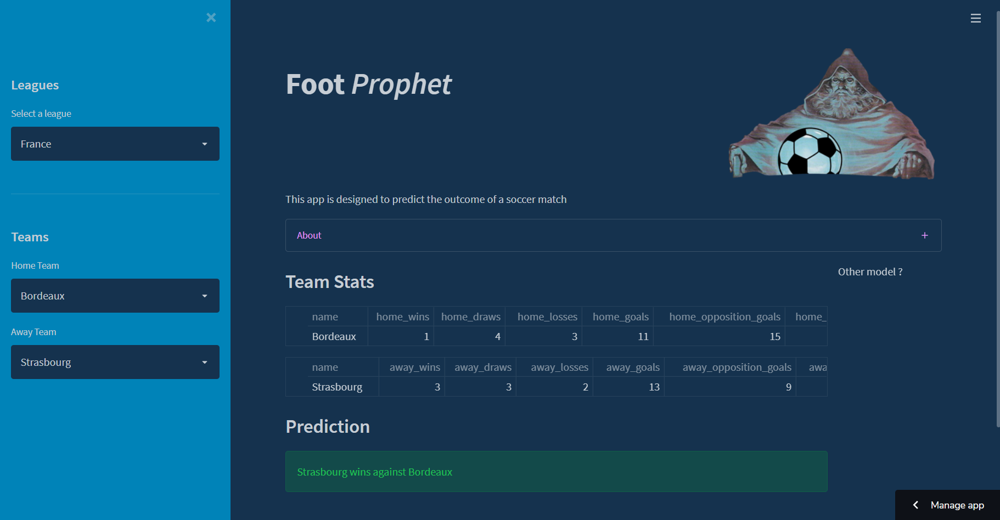 Leagues
Select a league
France
Teams
Home Team
Bordeaux
Away Team
Strasbourg
Foot Prophet
This app is designed to predict the outcome of a soccer match
About
Team Stats
Other model ?
name home_wins home_draws home_losses home_goals home_opposition_goals home_
Bordeaux 1 4 3 11 15
name away_wins away_draws away_losses away_goals away_opposition_goals awa
Strasbourg 3 3 2 13 9
Prediction
Strasbourg wins against Bordeaux
Manage app